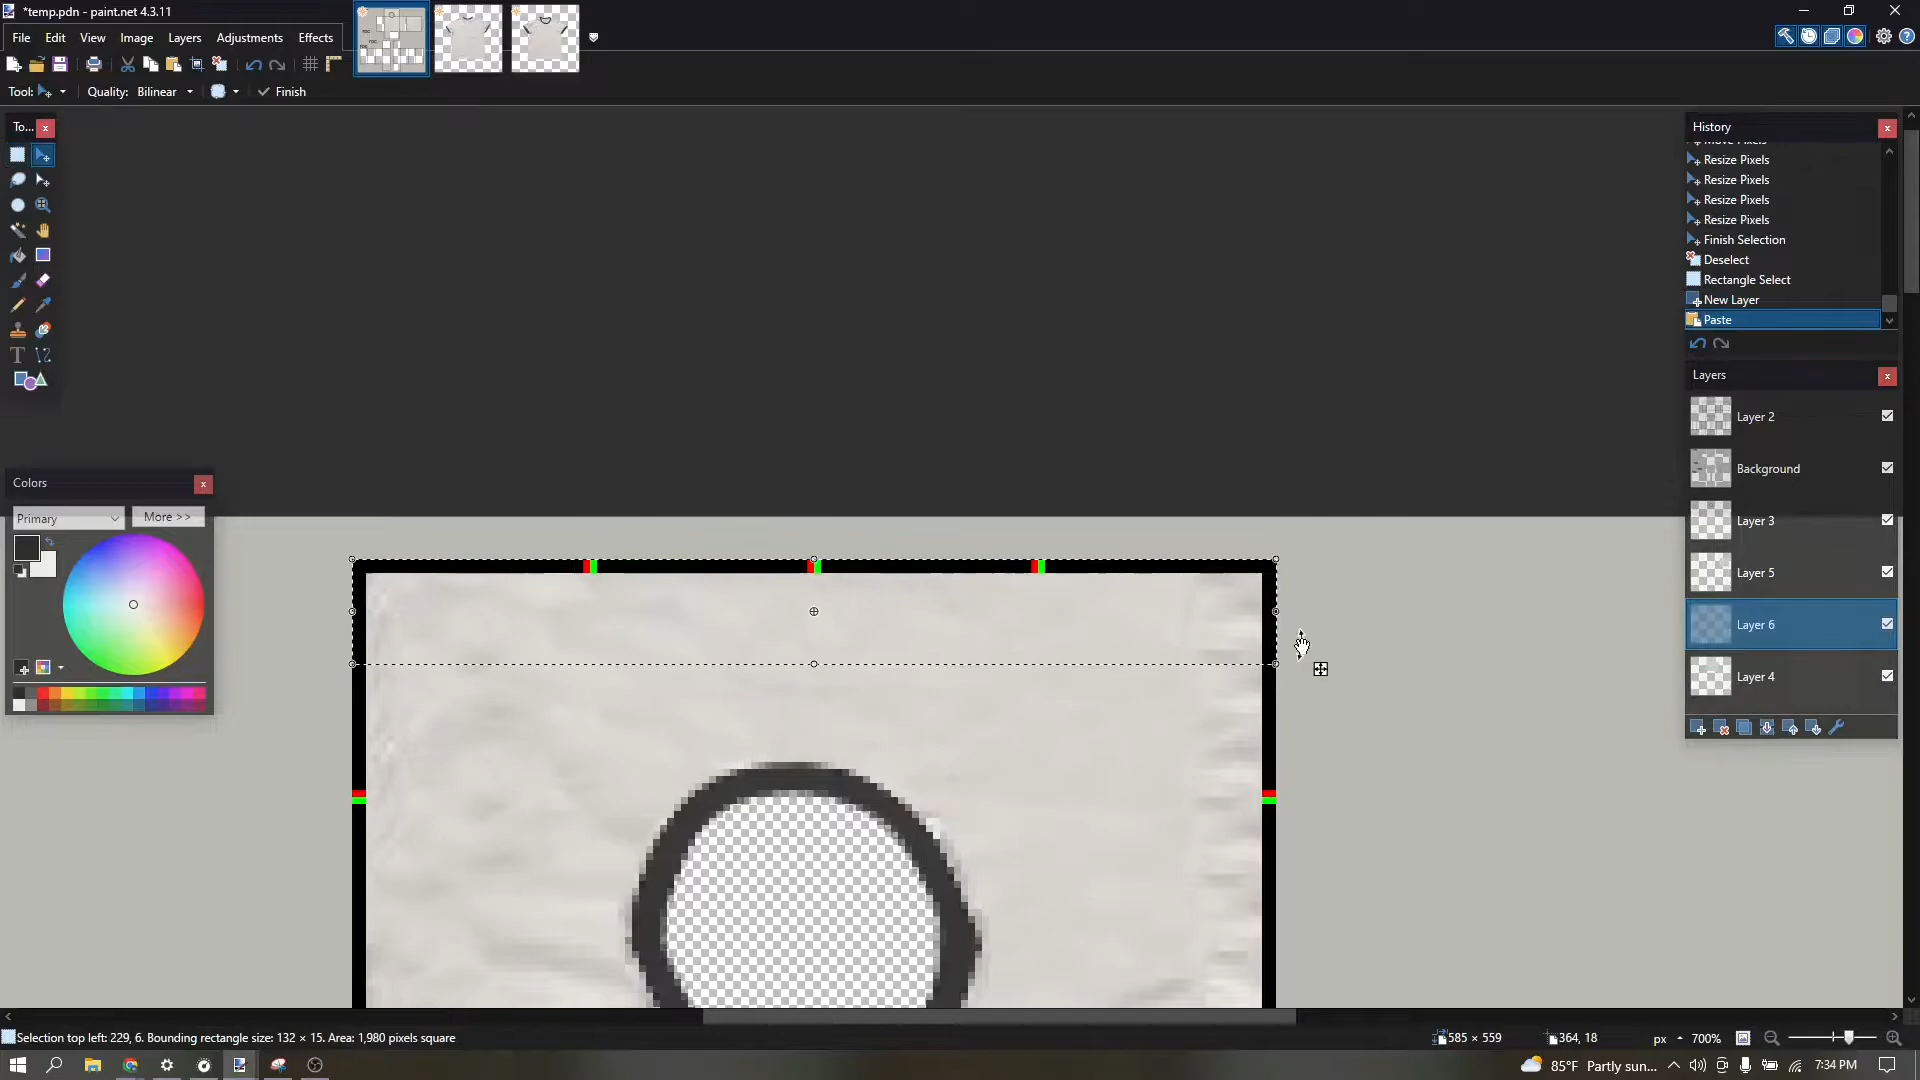 *temp.pdn - paint.net 4.3.11
File Edit View Image Layers Adjustments Effects
Tool: Quality: Bilinear Finish
To...
History
Move Pixels
Resize Pixels
Resize Pixels
Resize Pixels
Resize Pixels
Finish Selection
Deselect
Rectangle Select
New Layer
Paste
Layers
Layer 2
Background
Layer 3
Layer 5
Layer 6
Layer 4
Colors
Primary More >>
Selection top left: 229, 6. Bounding rectangle size: 132 × 15. Area: 1,980 pixels square 585 × 559 364, 18 px 700%
85°F Partly sun... 7:34 PM